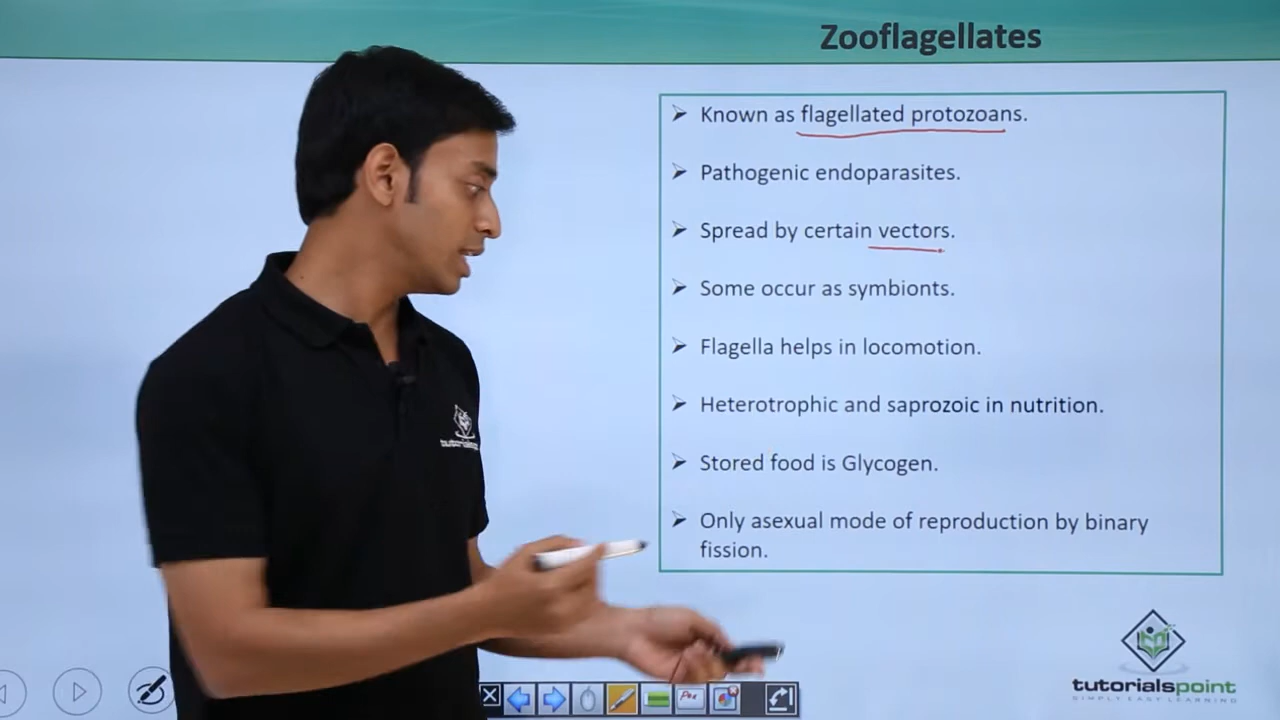 Zooflagellates
➢ Known as flagellated protozoans.
➢ Pathogenic endoparasites.
➢ Spread by certain vectors.
➢ Some occur as symbionts.
➢ Flagella helps in locomotion.
➢ Heterotrophic and saprozoic in nutrition.
➢ Stored food is Glycogen.
➢ Only asexual mode of reproduction by binary
fission.
tutorialspoint
SIMPLY EASY LEARNING